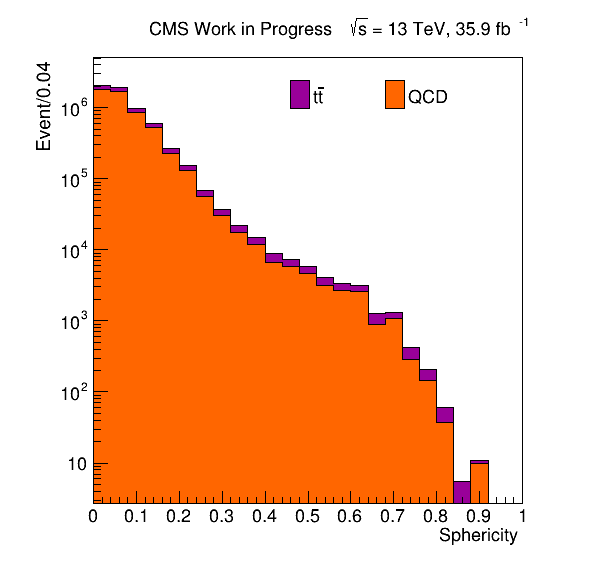 CMS Work in Progress √s = 13 TeV, 35.9 fb⁻¹
Event/0.04
tt̄
QCD
10⁶
10⁵
10⁴
10³
10²
10
0 0.1 0.2 0.3 0.4 0.5 0.6 0.7 0.8 0.9 1
Sphericity